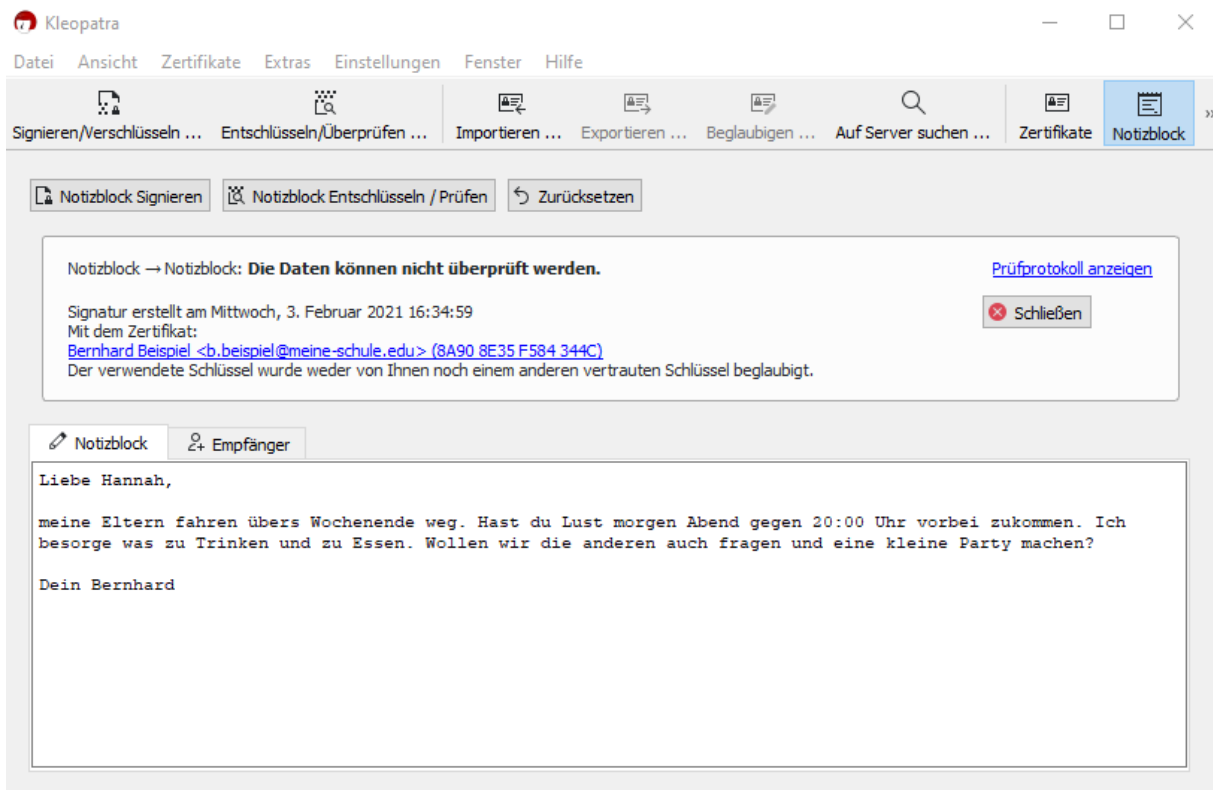 Kleopatra
Datei Ansicht Zertifikate Extras Einstellungen Fenster Hilfe
Signieren/Verschlüsseln ... Entschlüsseln/Überprüfen ... Importieren ... Exportieren ... Beglaubigen ... Auf Server suchen ... Zertifikate Notizblock »
Notizblock Signieren Notizblock Entschlüsseln / Prüfen Zurücksetzen
Notizblock → Notizblock: Die Daten können nicht überprüft werden. Prüfprotokoll anzeigen
Signatur erstellt am Mittwoch, 3. Februar 2021 16:34:59 Schließen
Mit dem Zertifikat:
Bernhard Beispiel <b.beispiel@meine-schule.edu> (8A90 8E35 F584 344C)
Der verwendete Schlüssel wurde weder von Ihnen noch einem anderen vertrauten Schlüssel beglaubigt.
Notizblock Empfänger
Liebe Hannah,
meine Eltern fahren übers Wochenende weg. Hast du Lust morgen Abend gegen 20:00 Uhr vorbei zukommen. Ich
besorge was zu Trinken und zu Essen. Wollen wir die anderen auch fragen und eine kleine Party machen?
Dein Bernhard